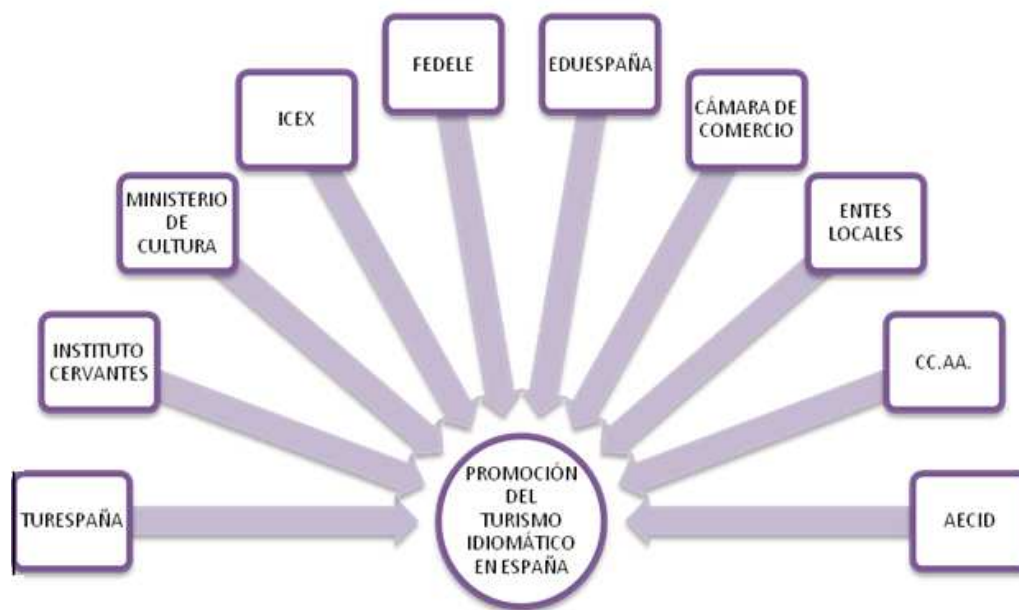 FEDELE
EDUESPAÑA
ICEX
CÁMARA DE
COMERCIO
MINISTERIO
DE
CULTURA
ENTES
LOCALES
INSTITUTO
CERVANTES
CC.AA.
TURESPAÑA
PROMOCIÓN
DEL
TURISMO
IDIOMÁTICO
EN ESPAÑA
AECID